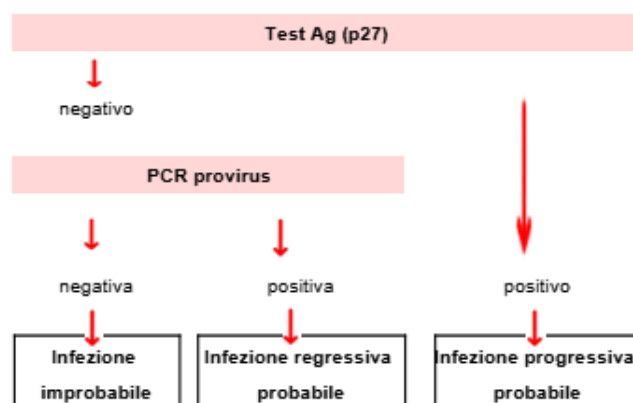 Test Ag (p27)
negativo
PCR provirus
negativa
positiva
positivo
Infezione
improbabile
Infezione regressiva
probabile
Infezione progressiva
probabile